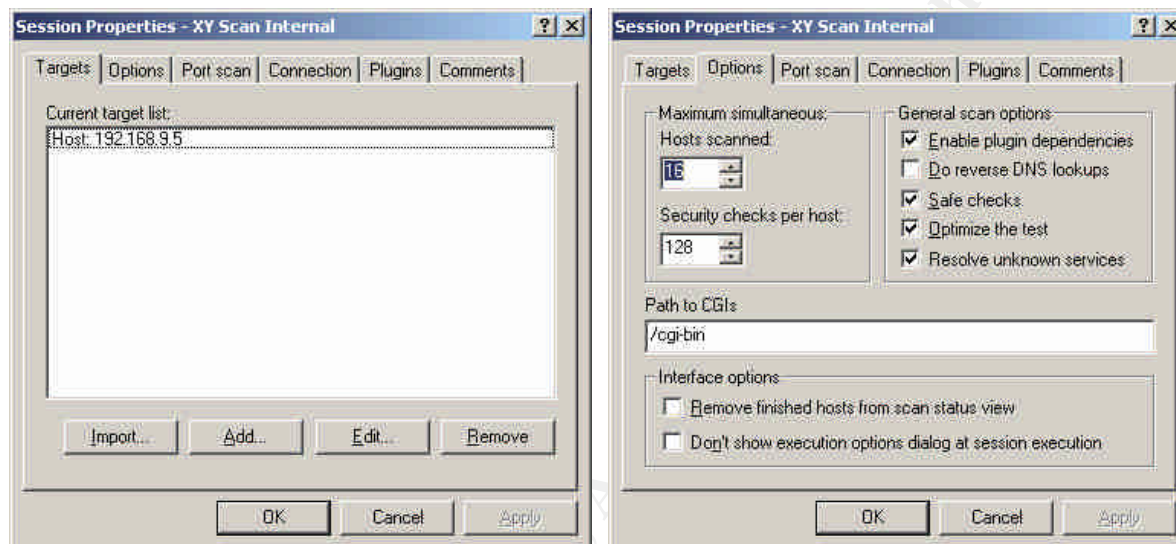 Session Properties - XY Scan Internal
Targets Options Port scan Connection Plugins Comments
Current target list:
Host: 192.168.9.5
Import... Add... Edit... Remove
OK Cancel Apply
Session Properties - XY Scan Internal
Targets Options Port scan Connection Plugins Comments
Maximum simultaneous:
Hosts scanned:
16
Security checks per host:
128
General scan options
Enable plugin dependencies
Do reverse DNS lookups
Safe checks
Optimize the test
Resolve unknown services
Path to CGIs
/cgi-bin
Interface options
Remove finished hosts from scan status view
Don't show execution options dialog at session execution
OK Cancel Apply